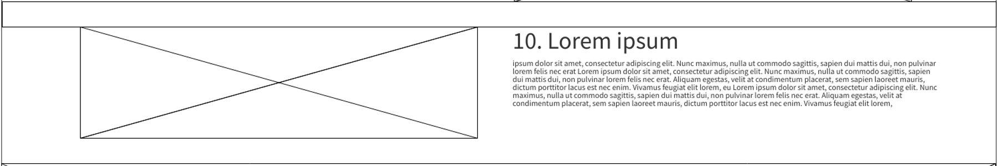 10. Lorem ipsum
ipsum dolor sit amet, consectetur adipiscing elit. Nunc maximus, nulla ut commodo sagittis, sapien dui mattis dui, non pulvinar
lorem felis nec erat Lorem ipsum dolor sit amet, consectetur adipiscing elit. Nunc maximus, nulla ut commodo sagittis, sapien
dui mattis dui, non pulvinar lorem felis nec erat. Aliquam egestas, velit at condimentum placerat, sem sapien laoreet mauris,
dictum porttitor lacus est nec enim. Vivamus feugiat elit lorem, eu Lorem ipsum dolor sit amet, consectetur adipiscing elit. Nunc
maximus, nulla ut commodo sagittis, sapien dui mattis dui, non pulvinar lorem felis nec erat. Aliquam egestas, velit at
condimentum placerat, sem sapien laoreet mauris, dictum porttitor lacus est nec enim. Vivamus feugiat elit lorem,